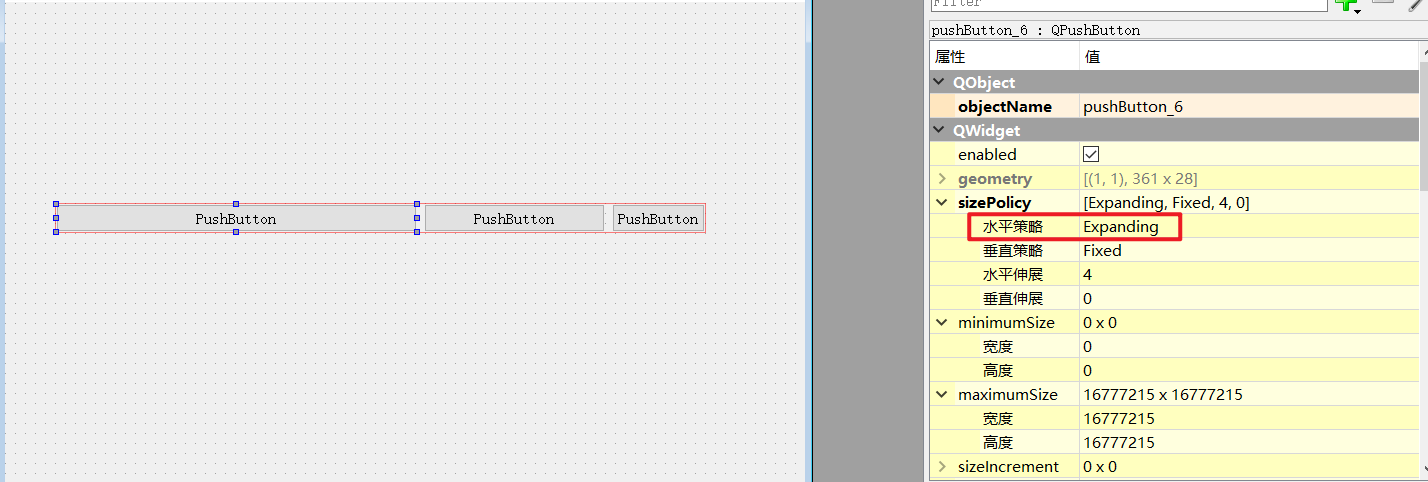 Filter
pushButton_6 : QPushButton
属性 值
QObject
objectName pushButton_6
QWidget
enabled
geometry [(1, 1), 361 x 28]
sizePolicy [Expanding, Fixed, 4, 0]
水平策略 Expanding
垂直策略 Fixed
水平伸展 4
垂直伸展 0
minimumSize 0 x 0
宽度 0
高度 0
maximumSize 16777215 x 16777215
宽度 16777215
高度 16777215
sizeIncrement 0 x 0
PushButton PushButton PushButton